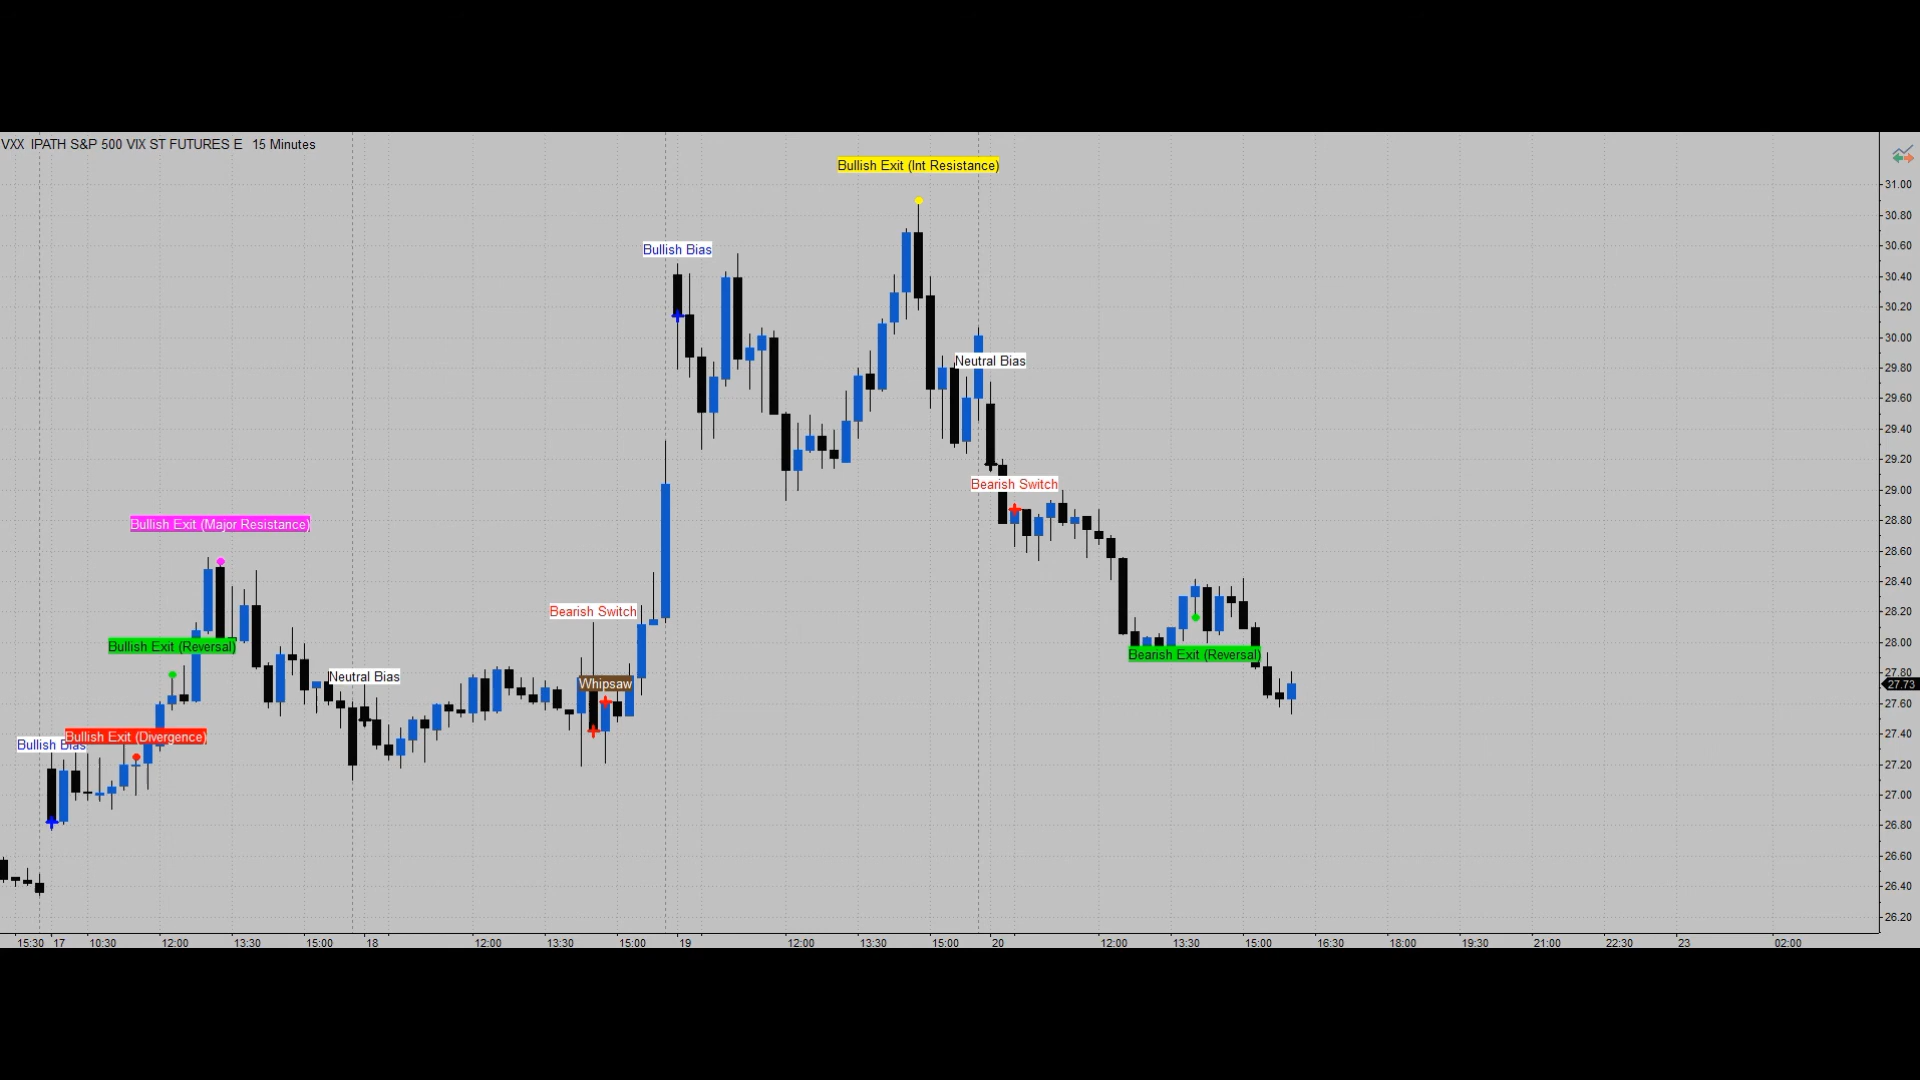 VXX IPATH S&P 500 VIX ST FUTURES E 15 Minutes
Bullish Exit (Int Resistance)
Bullish Bias
Neutral Bias
Bearish Switch
Bullish Exit (Major Resistance)
Bearish Switch
Bullish Exit (Reversal)
Bearish Exit (Reversal)
Neutral Bias
Whipsaw
Bullish Exit (Divergence)
Bullish Bias
31.00
30.80
30.60
30.40
30.20
30.00
29.80
29.60
29.40
29.20
29.00
28.80
28.60
28.40
28.20
28.00
27.80
27.73
27.60
27.40
27.20
27.00
26.80
26.60
26.40
26.20
15:30 17 10:30 12:00 13:30 15:00 18 12:00 13:30 15:00 19 12:00 13:30 15:00 20 12:00 13:30 15:00 16:30 18:00 19:30 21:00 22:30 23 02:00